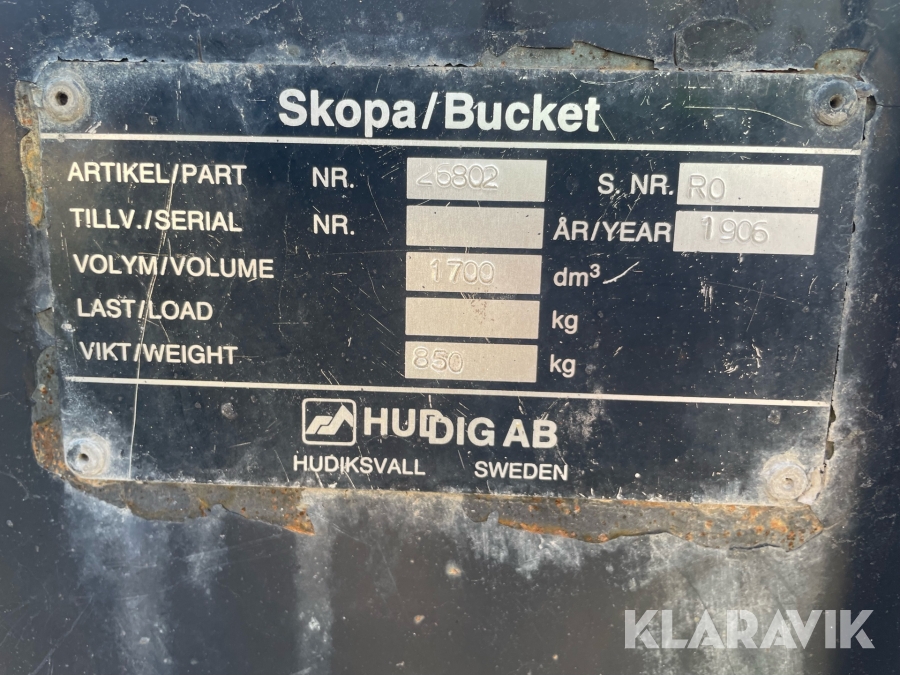 Skopa/Bucket
ARTIKEL/PART NR. 26802 S. NR. RO
TILLV./SERIAL NR. ÅR/YEAR 1906
VOLYM/VOLUME 1700 dm³
LAST/LOAD kg
VIKT/WEIGHT 850 kg
HUDDIG AB
HUDIKSVALL SWEDEN
KLARAVIK